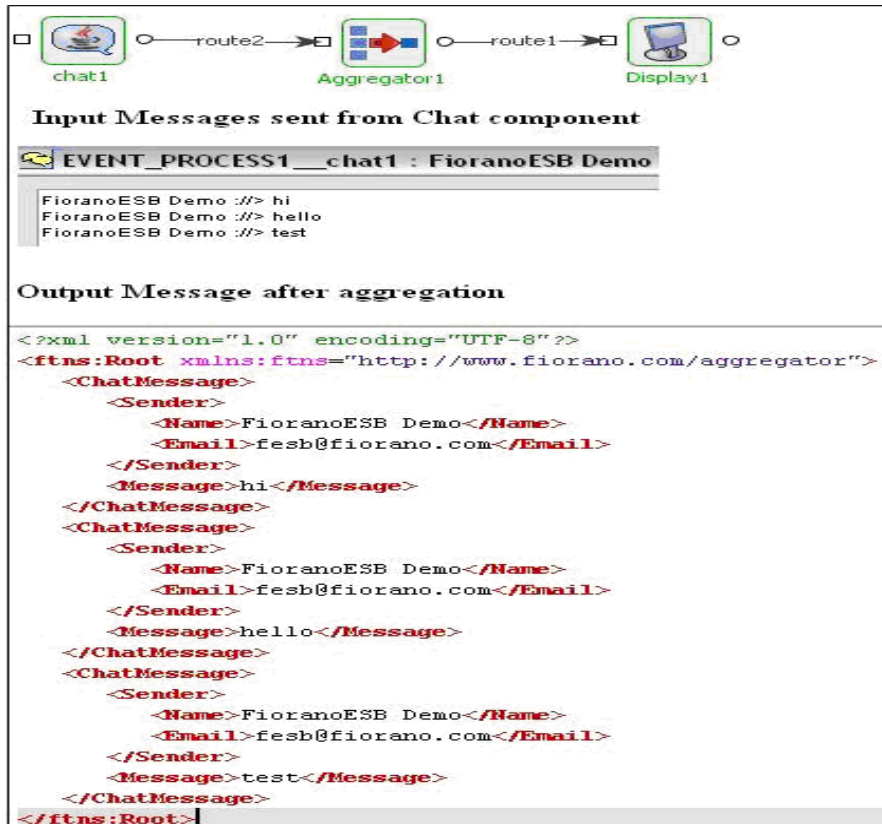 route2 route1
chat1 Aggregator1 Display1
Input Messages sent from Chat component
EVENT_PROCESS1__chat1 : FioranoESB Demo
FioranoESB Demo ://> hi
FioranoESB Demo ://> hello
FioranoESB Demo ://> test
Output Message after aggregation
<?xml version="1.0" encoding="UTF-8"?>
<ftns:Root xmlns:ftns="http://www.fiorano.com/aggregator">
<ChatMessage>
<Sender>
<Name>FioranoESB Demo</Name>
<Email>fesb@fiorano.com</Email>
</Sender>
<Message>hi</Message>
</ChatMessage>
<ChatMessage>
<Sender>
<Name>FioranoESB Demo</Name>
<Email>fesb@fiorano.com</Email>
</Sender>
<Message>hello</Message>
</ChatMessage>
<ChatMessage>
<Sender>
<Name>FioranoESB Demo</Name>
<Email>fesb@fiorano.com</Email>
</Sender>
<Message>test</Message>
</ChatMessage>
</ftns:Root>